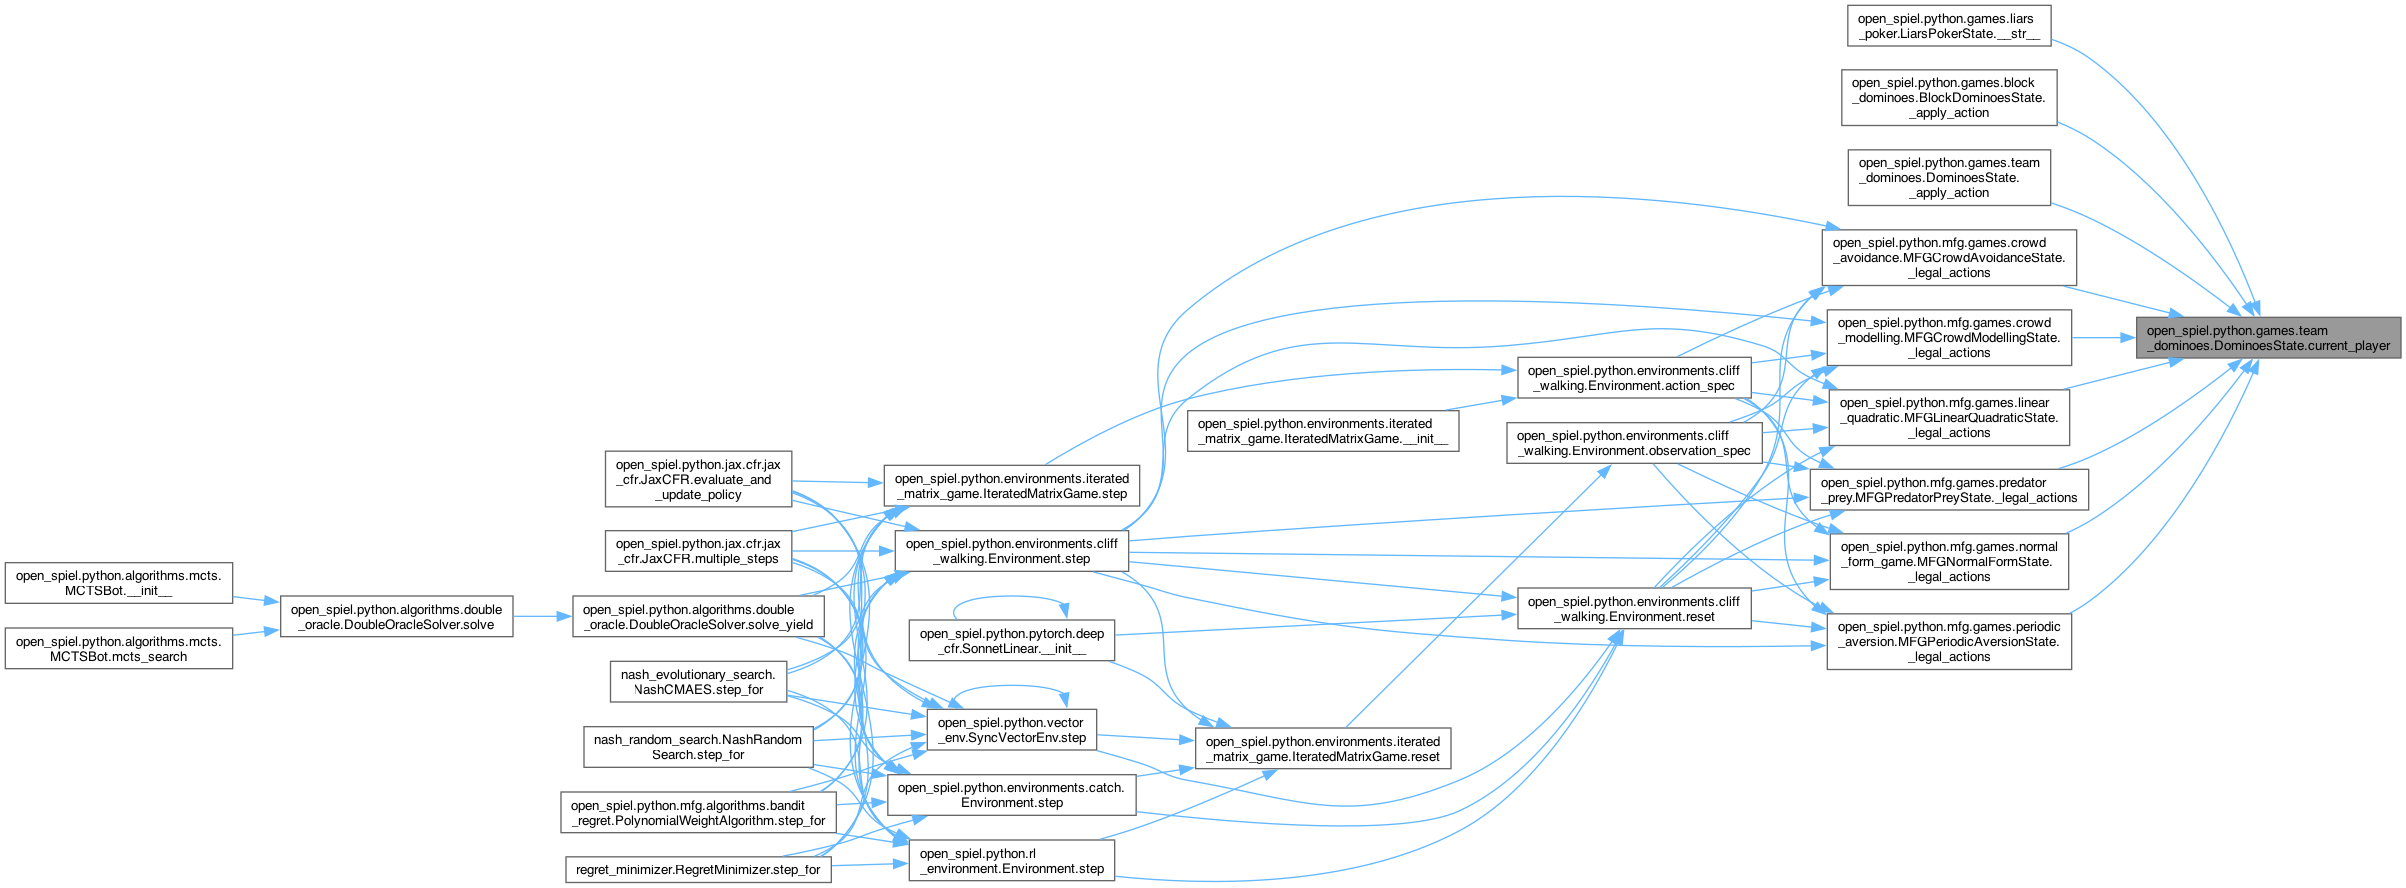 open_spiel.python.games.liars
_poker.LiarsPokerState.__str__
open_spiel.python.games.block
_dominoes.BlockDominoesState.
_apply_action
open_spiel.python.games.team
_dominoes.DominoesState.
_apply_action
open_spiel.python.mfg.games.crowd
_avoidance.MFGCrowdAvoidanceState.
_legal_actions
open_spiel.python.mfg.games.crowd
_modelling.MFGCrowdModellingState.
_legal_actions
open_spiel.python.games.team
_dominoes.DominoesState.current_player
open_spiel.python.environments.cliff
_walking.Environment.action_spec
open_spiel.python.mfg.games.linear
_quadratic.MFGLinearQuadraticState.
_legal_actions
open_spiel.python.environments.iterated
_matrix_game.IteratedMatrixGame.__init__
open_spiel.python.environments.cliff
_walking.Environment.observation_spec
open_spiel.python.jax.cfr.jax
_cfr.JaxCFR.evaluate_and
_update_policy
open_spiel.python.environments.iterated
_matrix_game.IteratedMatrixGame.step
open_spiel.python.mfg.games.predator
_prey.MFGPredatorPreyState._legal_actions
open_spiel.python.jax.cfr.jax
_cfr.JaxCFR.multiple_steps
open_spiel.python.environments.cliff
_walking.Environment.step
open_spiel.python.mfg.games.normal
_form_game.MFGNormalFormState.
_legal_actions
open_spiel.python.algorithms.mcts.
MCTSBot.__init__
open_spiel.python.algorithms.double
_oracle.DoubleOracleSolver.solve
open_spiel.python.algorithms.double
_oracle.DoubleOracleSolver.solve_yield
open_spiel.python.environments.cliff
_walking.Environment.reset
open_spiel.python.algorithms.mcts.
MCTSBot.mcts_search
open_spiel.python.pytorch.deep
_cfr.SonnetLinear.__init__
open_spiel.python.mfg.games.periodic
_aversion.MFGPeriodicAversionState.
_legal_actions
nash_evolutionary_search.
NashCMAES.step_for
open_spiel.python.vector
_env.SyncVectorEnv.step
nash_random_search.NashRandom
Search.step_for
open_spiel.python.environments.iterated
_matrix_game.IteratedMatrixGame.reset
open_spiel.python.mfg.algorithms.bandit
_regret.PolynomialWeightAlgorithm.step_for
open_spiel.python.environments.catch.
Environment.step
regret_minimizer.RegretMinimizer.step_for
open_spiel.python.rl
_environment.Environment.step